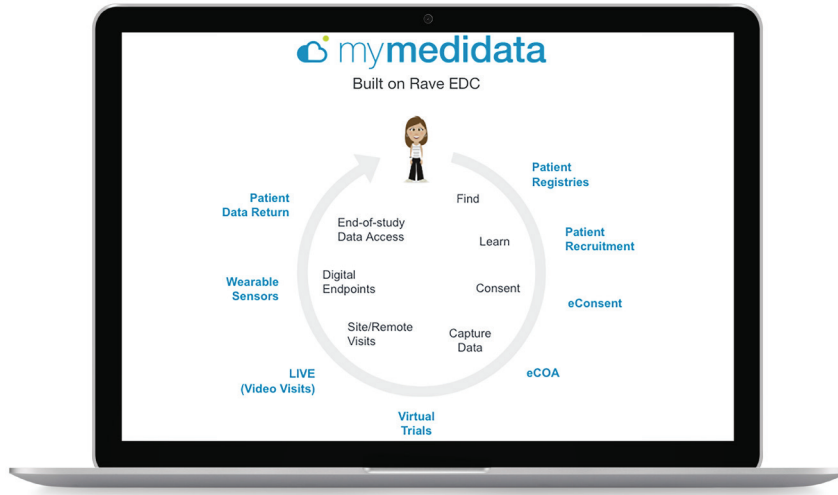 mymedidata
Built on Rave EDC
Patient
Registries
Patient
Recruitment
eConsent
eCOA
Virtual
Trials
LIVE
(Video Visits)
Wearable
Sensors
Patient
Data Return
Find
Learn
Consent
Capture
Data
Site/Remote
Visits
Digital
Endpoints
End-of-study
Data Access